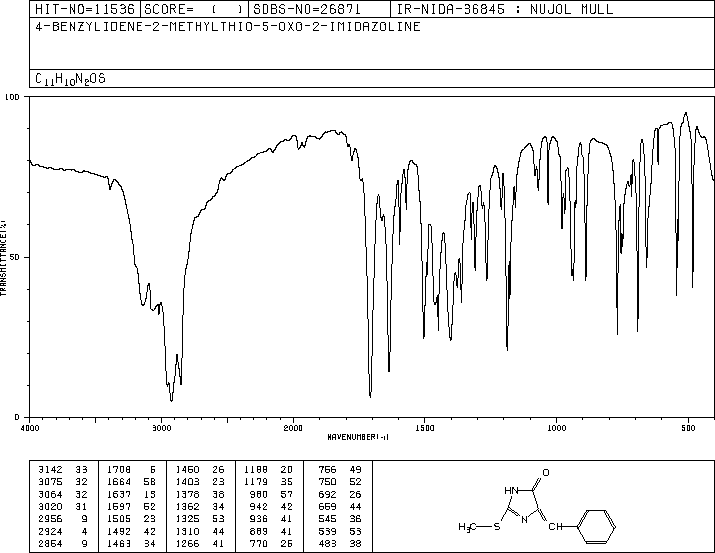 HIT-NO=11536 SCORE= ( ) SDBS-NO=26871 IR-NIDA-36845 : NUJOL MULL
4-BENZYLIDENE-2-METHYLTHIO-5-OXO-2-IMIDAZOLINE
C11H10N2OS
100
50
0
TRANSMITTANCE(%)
4000 3000 2000 1500 1000 500
WAVENUMBER(-1)
3142 33 1708 6 1460 26 1188 20 766 49
3075 32 1664 58 1403 23 1179 35 750 52
3064 32 1637 13 1378 38 980 57 692 26
3020 31 1597 52 1362 34 942 42 659 44
2956 9 1505 23 1325 53 936 41 545 36
2924 4 1492 42 1310 44 889 41 539 53
2854 9 1463 34 1266 41 770 25 483 38
O
HN
N
H3C
S
CH